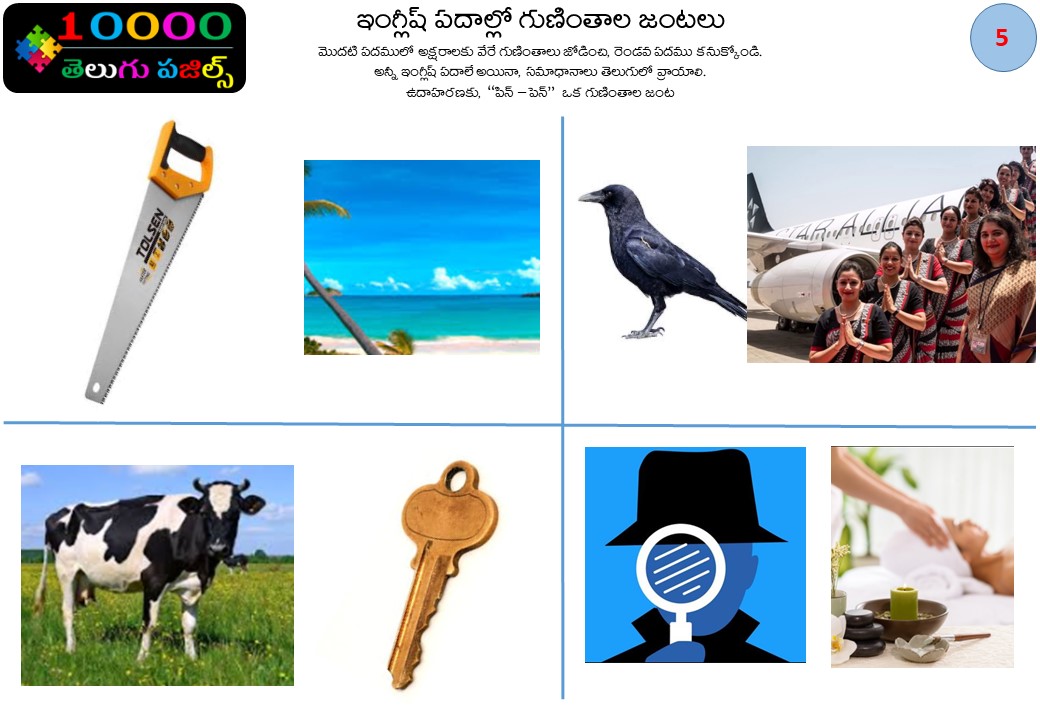 10000
తెలుగు పజిల్స్
ఇంగ్లీష్ పదాల్లో గుణింతాల జంటలు
మొదటి పదములో అక్షరాలకు వేరే గుణింతాలు జోడించి, రెండవ పదము కనుక్కోండి.
అన్నీ ఇంగ్లీష్ పదాలే అయినా, సమాధానాలు తెలుగులో వ్రాయాలి.
ఉదాహరణకు, “పిన్ – పెన్” ఒక గుణింతాల జంట
5
TOLSEN
STAR ALLIA